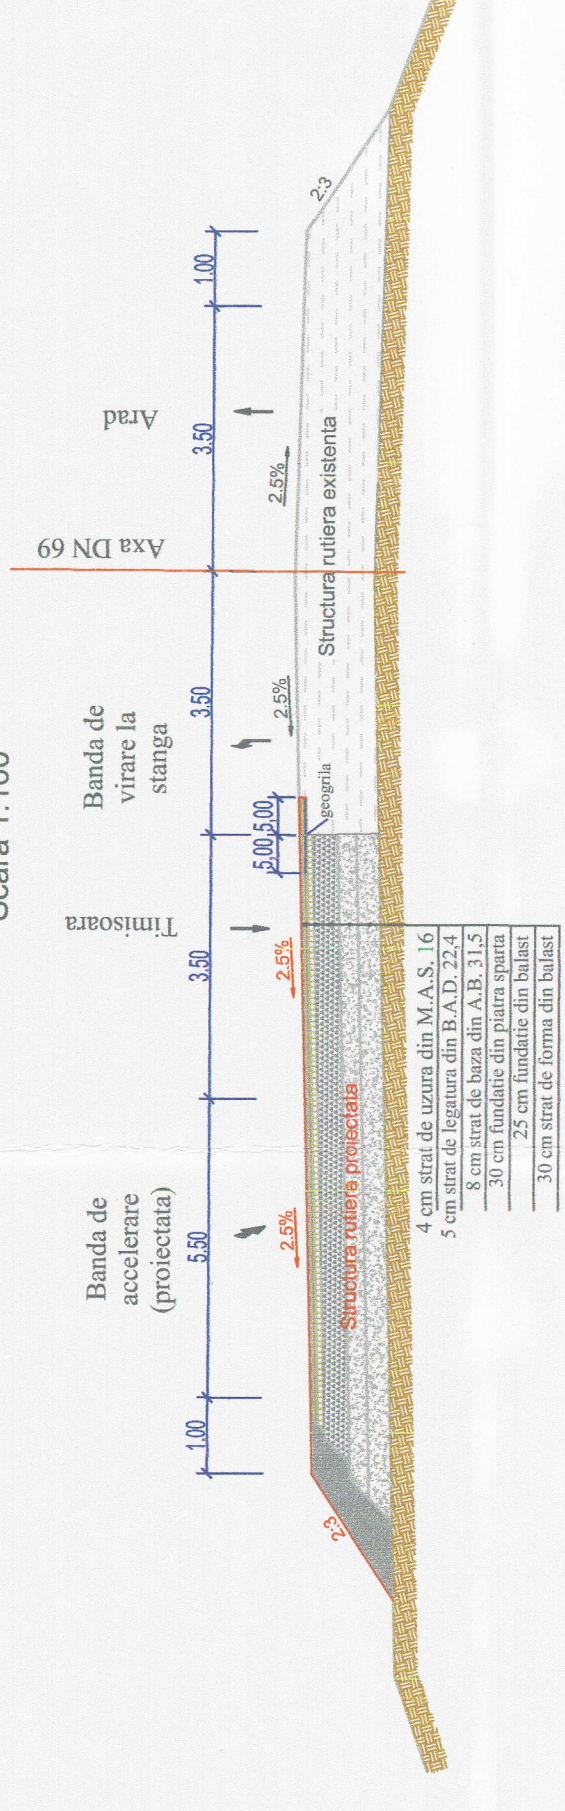 Scara 1:100
Banda de
accelerare
(proiectata)
Timisoara
Banda de
virare la
stanga
Axa DN 69
Arad
1.00
5.50
3.50
3.50
3.50
1.00
2:3
2.5%
2.5%
5,00
5,00
geogrila
2.5%
2.5%
2:3
Structura rutiera proiectata
Structura rutiera existenta
4 cm strat de uzura din M.A.S. 16
5 cm strat de legatura din B.A.D. 22,4
8 cm strat de baza din A.B. 31,5
30 cm fundatie din piatra sparta
25 cm fundatie din balast
30 cm strat de forma din balast